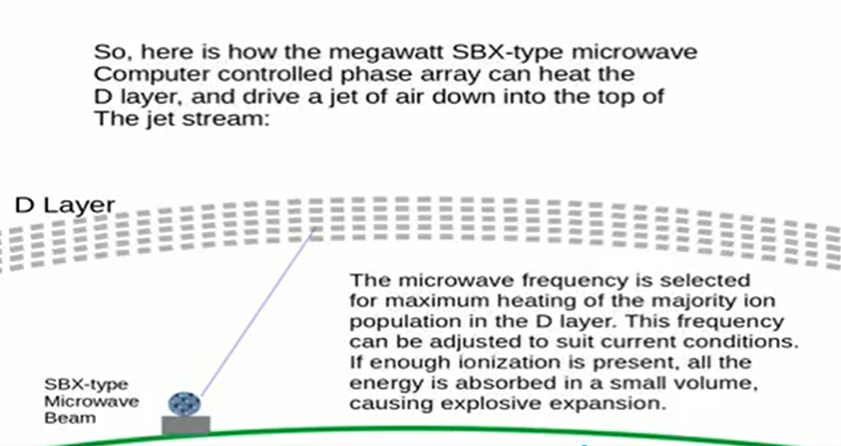 So, here is how the megawatt SBX-type microwave
Computer controlled phase array can heat the
D layer, and drive a jet of air down into the top of
The jet stream:
D Layer
The microwave frequency is selected
for maximum heating of the majority ion
population in the D layer. This frequency
can be adjusted to suit current conditions.
If enough ionization is present, all the
energy is absorbed in a small volume,
causing explosive expansion.
SBX-type
Microwave
Beam